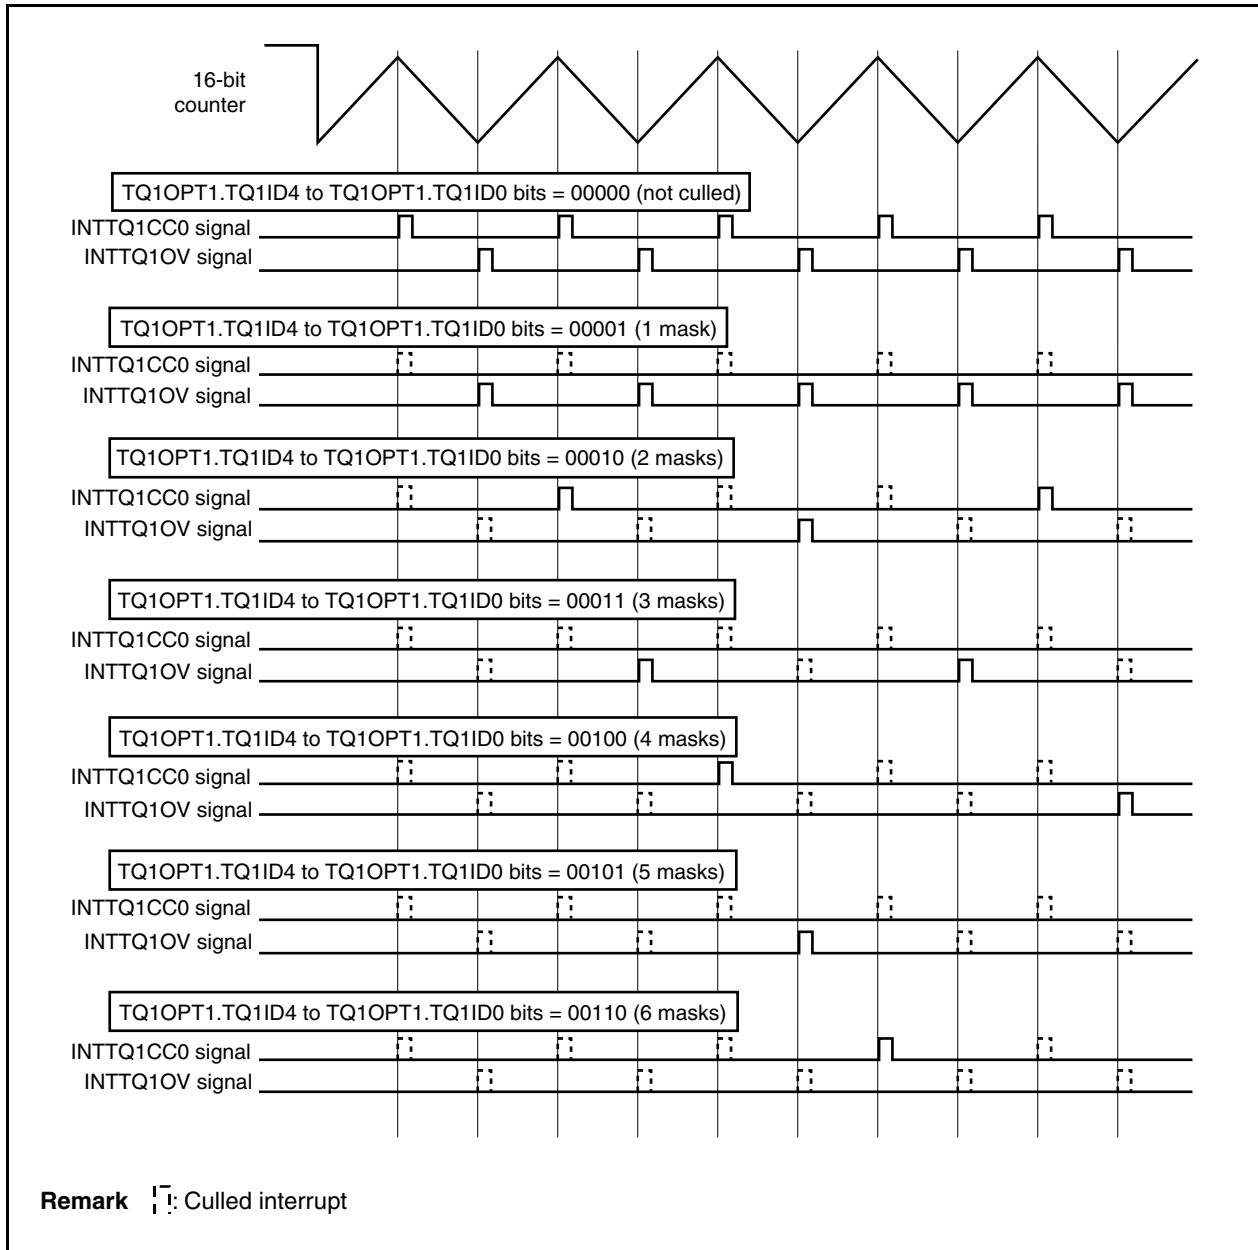 16-bit
counter
TQ1OPT1.TQ1ID4 to TQ1OPT1.TQ1ID0 bits = 00000 (not culled)
INTTQ1CC0 signal
INTTQ1OV signal
TQ1OPT1.TQ1ID4 to TQ1OPT1.TQ1ID0 bits = 00001 (1 mask)
INTTQ1CC0 signal
INTTQ1OV signal
TQ1OPT1.TQ1ID4 to TQ1OPT1.TQ1ID0 bits = 00010 (2 masks)
INTTQ1CC0 signal
INTTQ1OV signal
TQ1OPT1.TQ1ID4 to TQ1OPT1.TQ1ID0 bits = 00011 (3 masks)
INTTQ1CC0 signal
INTTQ1OV signal
TQ1OPT1.TQ1ID4 to TQ1OPT1.TQ1ID0 bits = 00100 (4 masks)
INTTQ1CC0 signal
INTTQ1OV signal
TQ1OPT1.TQ1ID4 to TQ1OPT1.TQ1ID0 bits = 00101 (5 masks)
INTTQ1CC0 signal
INTTQ1OV signal
TQ1OPT1.TQ1ID4 to TQ1OPT1.TQ1ID0 bits = 00110 (6 masks)
INTTQ1CC0 signal
INTTQ1OV signal
Remark : Culled interrupt